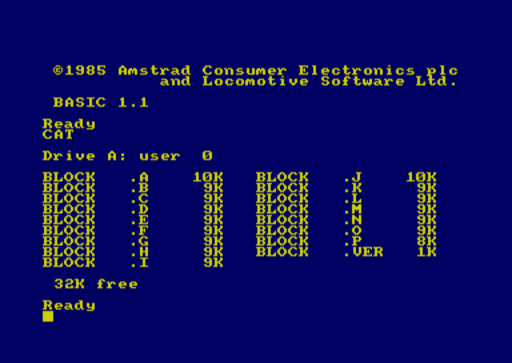 ©1985 Amstrad Consumer Electronics plc
and Locomotive Software Ltd.
BASIC 1.1
Ready
CAT
Drive A: user 0
BLOCK .A 10K BLOCK .J 10K
BLOCK .B 9K BLOCK .K 9K
BLOCK .C 9K BLOCK .L 9K
BLOCK .D 9K BLOCK .M 9K
BLOCK .E 9K BLOCK .N 9K
BLOCK .F 9K BLOCK .O 9K
BLOCK .G 9K BLOCK .P 8K
BLOCK .H 9K BLOCK .VER 1K
BLOCK .I 9K
32K free
Ready